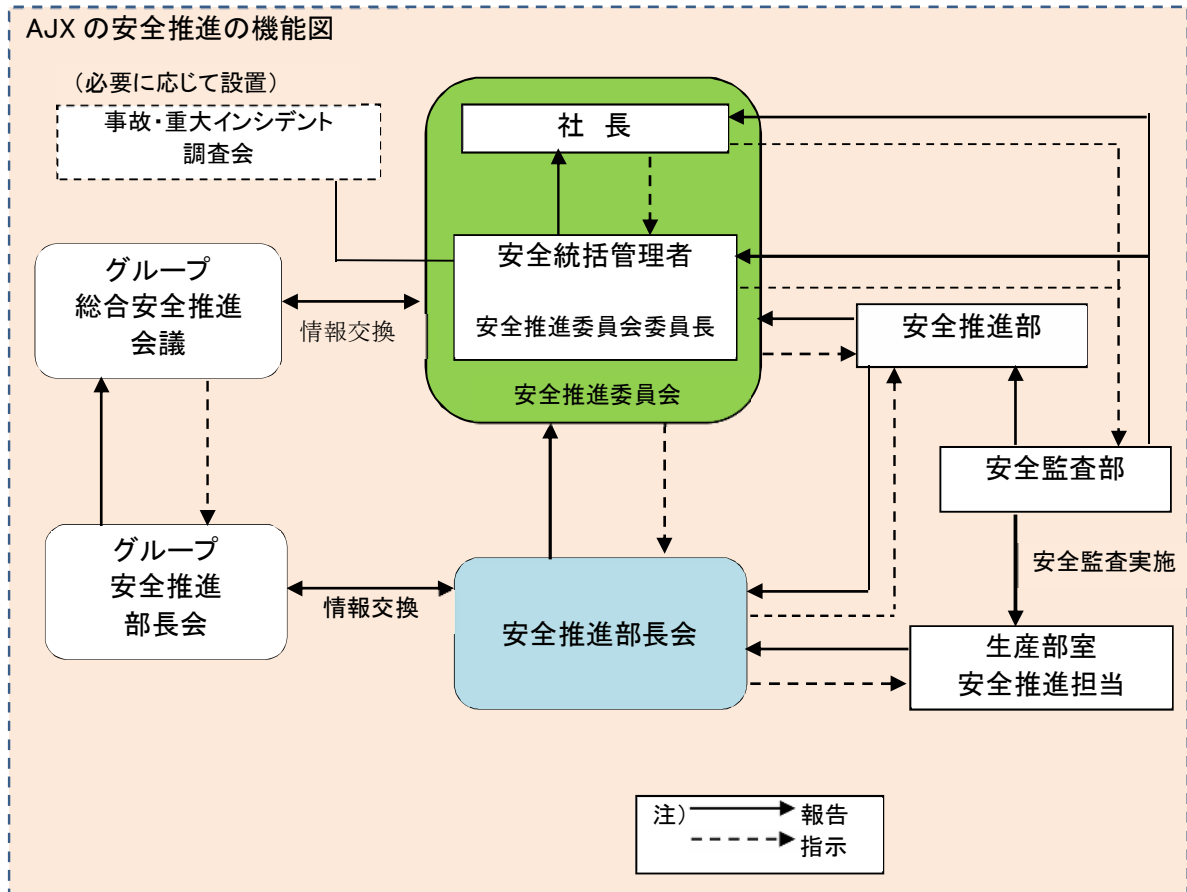 AJX の安全推進の機能図
（必要に応じて設置）
事故・重大インシデント
調査会
社 長
安全統括管理者
安全推進委員会委員長
安全推進委員会
グループ
総合安全推進
会議
情報交換
安全推進部
安全監査部
安全監査実施
グループ
安全推進
部長会
情報交換
安全推進部長会
生産部室
安全推進担当
注） 報告
指示